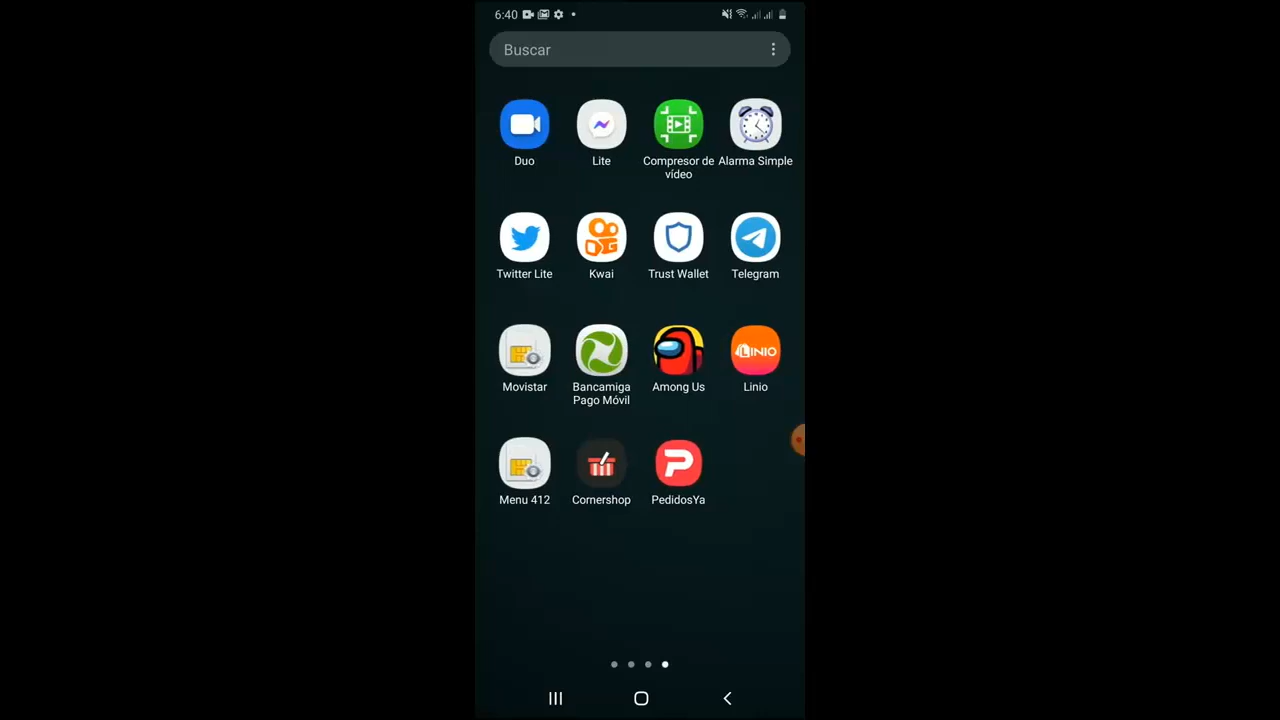 6:40
Buscar
Duo
Lite
Compresor de
vídeo
Alarma Simple
Twitter Lite
Kwai
Trust Wallet
Telegram
LINIO
Movistar
Bancamiga
Pago Móvil
Among Us
Linio
Menu 412
Cornershop
PedidosYa